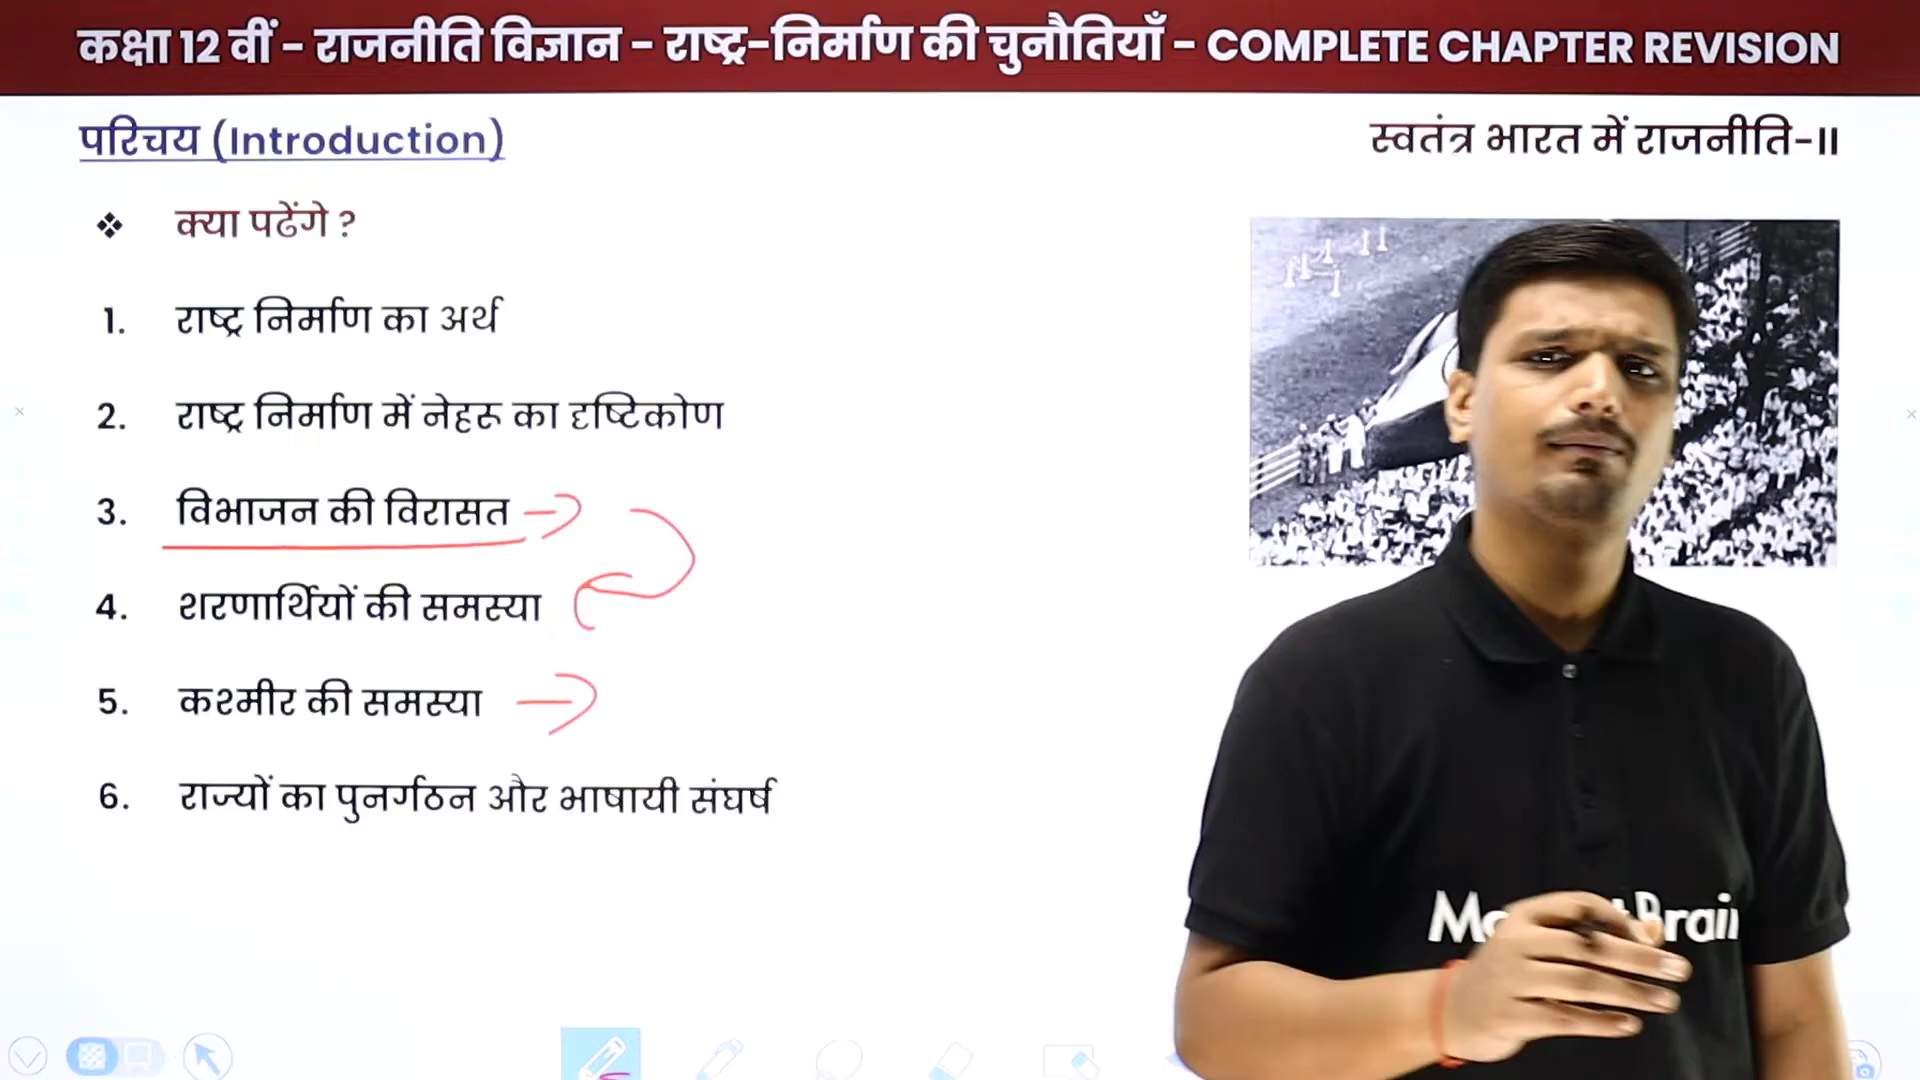 कक्षा 12 वीं - राजनीति विज्ञान - राष्ट्र-निर्माण की चुनौतियाँ - COMPLETE CHAPTER REVISION
परिचय (Introduction)
स्वतंत्र भारत में राजनीति-II
❖ क्या पढेंगे ?
1. राष्ट्र निर्माण का अर्थ
2. राष्ट्र निर्माण में नेहरू का दृष्टिकोण
3. विभाजन की विरासत
4. शरणार्थियों की समस्या
5. कश्मीर की समस्या
6. राज्यों का पुनर्गठन और भाषायी संघर्ष